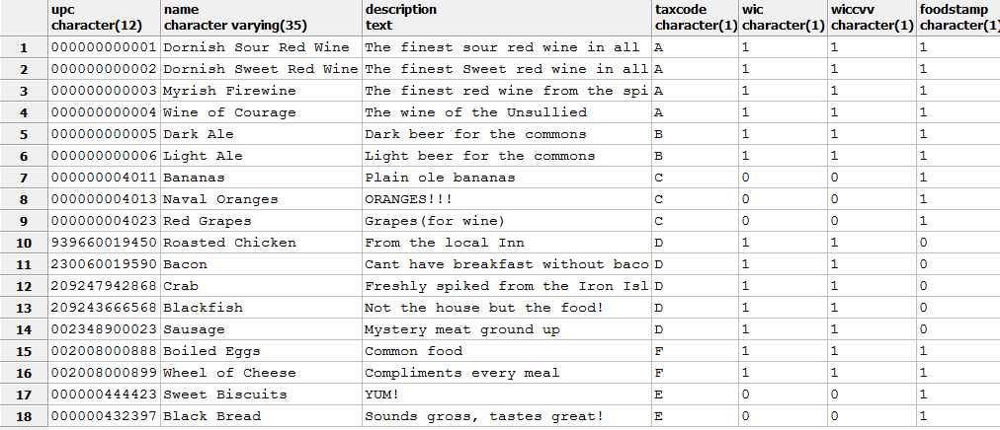 upc name description taxcode wic wiccvv foodstamp
character(12) character varying(35) text character(1) character(1) character(1) character(1)
1 000000000001 Dornish Sour Red Wine The finest sour red wine in all A 1 1 1
2 000000000002 Dornish Sweet Red Wine The finest Sweet red wine in all A 1 1 1
3 000000000003 Myrish Firewine The finest red wine from the spi A 1 1 1
4 000000000004 Wine of Courage The wine of the Unsullied A 1 1 1
5 000000000005 Dark Ale Dark beer for the commons B 1 1 1
6 000000000006 Light Ale Light beer for the commons B 1 1 1
7 000000004011 Bananas Plain ole bananas C 0 0 1
8 000000004013 Naval Oranges ORANGES!!! C 0 0 1
9 000000004023 Red Grapes Grapes(for wine) C 0 0 1
10 939660019450 Roasted Chicken From the local Inn D 1 1 0
11 230060019590 Bacon Cant have breakfast without baco D 1 1 0
12 209247942868 Crab Freshly spiked from the Iron Isl D 1 1 0
13 209243666568 Blackfish Not the house but the food! D 1 1 0
14 002348900023 Sausage Mystery meat ground up D 1 1 0
15 002008000888 Boiled Eggs Common food F 1 1 1
16 002008000899 Wheel of Cheese Compliments every meal F 1 1 1
17 000000444423 Sweet Biscuits YUM! E 0 0 1
18 000000432397 Black Bread Sounds gross, tastes great! E 0 0 1